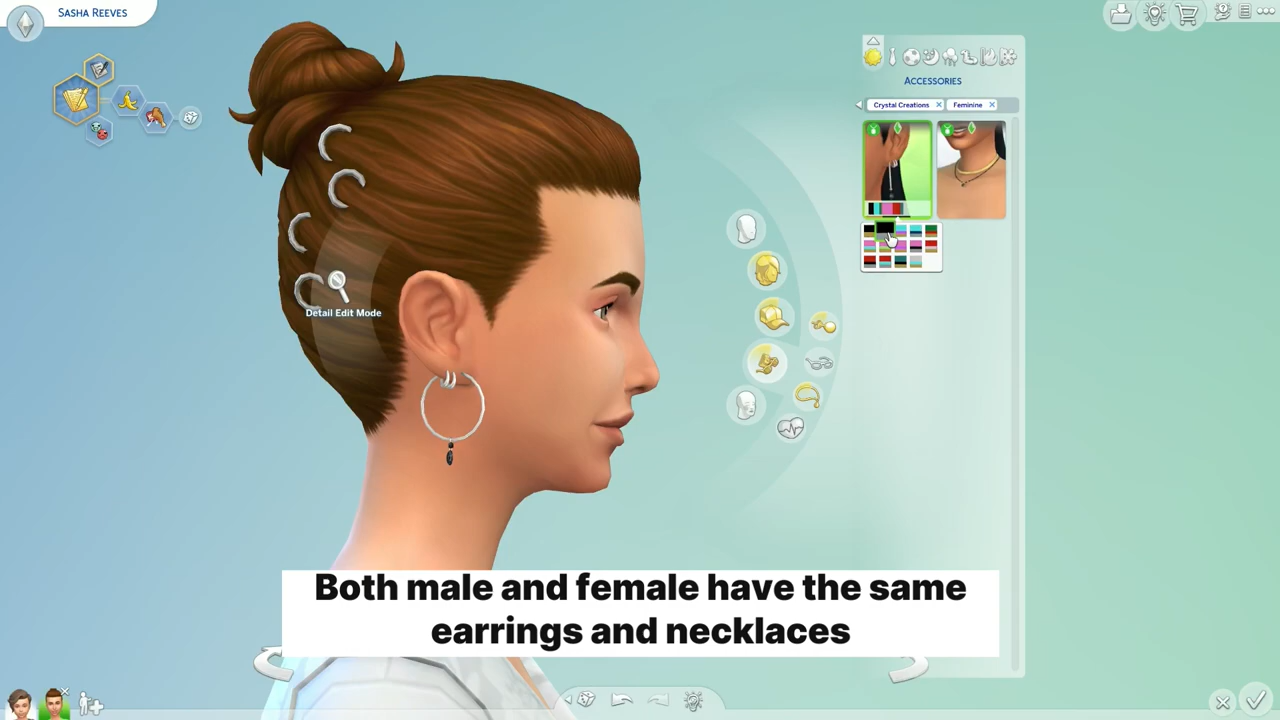 SASHA REEVES
ACCESSORIES
Crystal Creations
Feminine
Detail Edit Mode
Both male and female have the same
earrings and necklaces